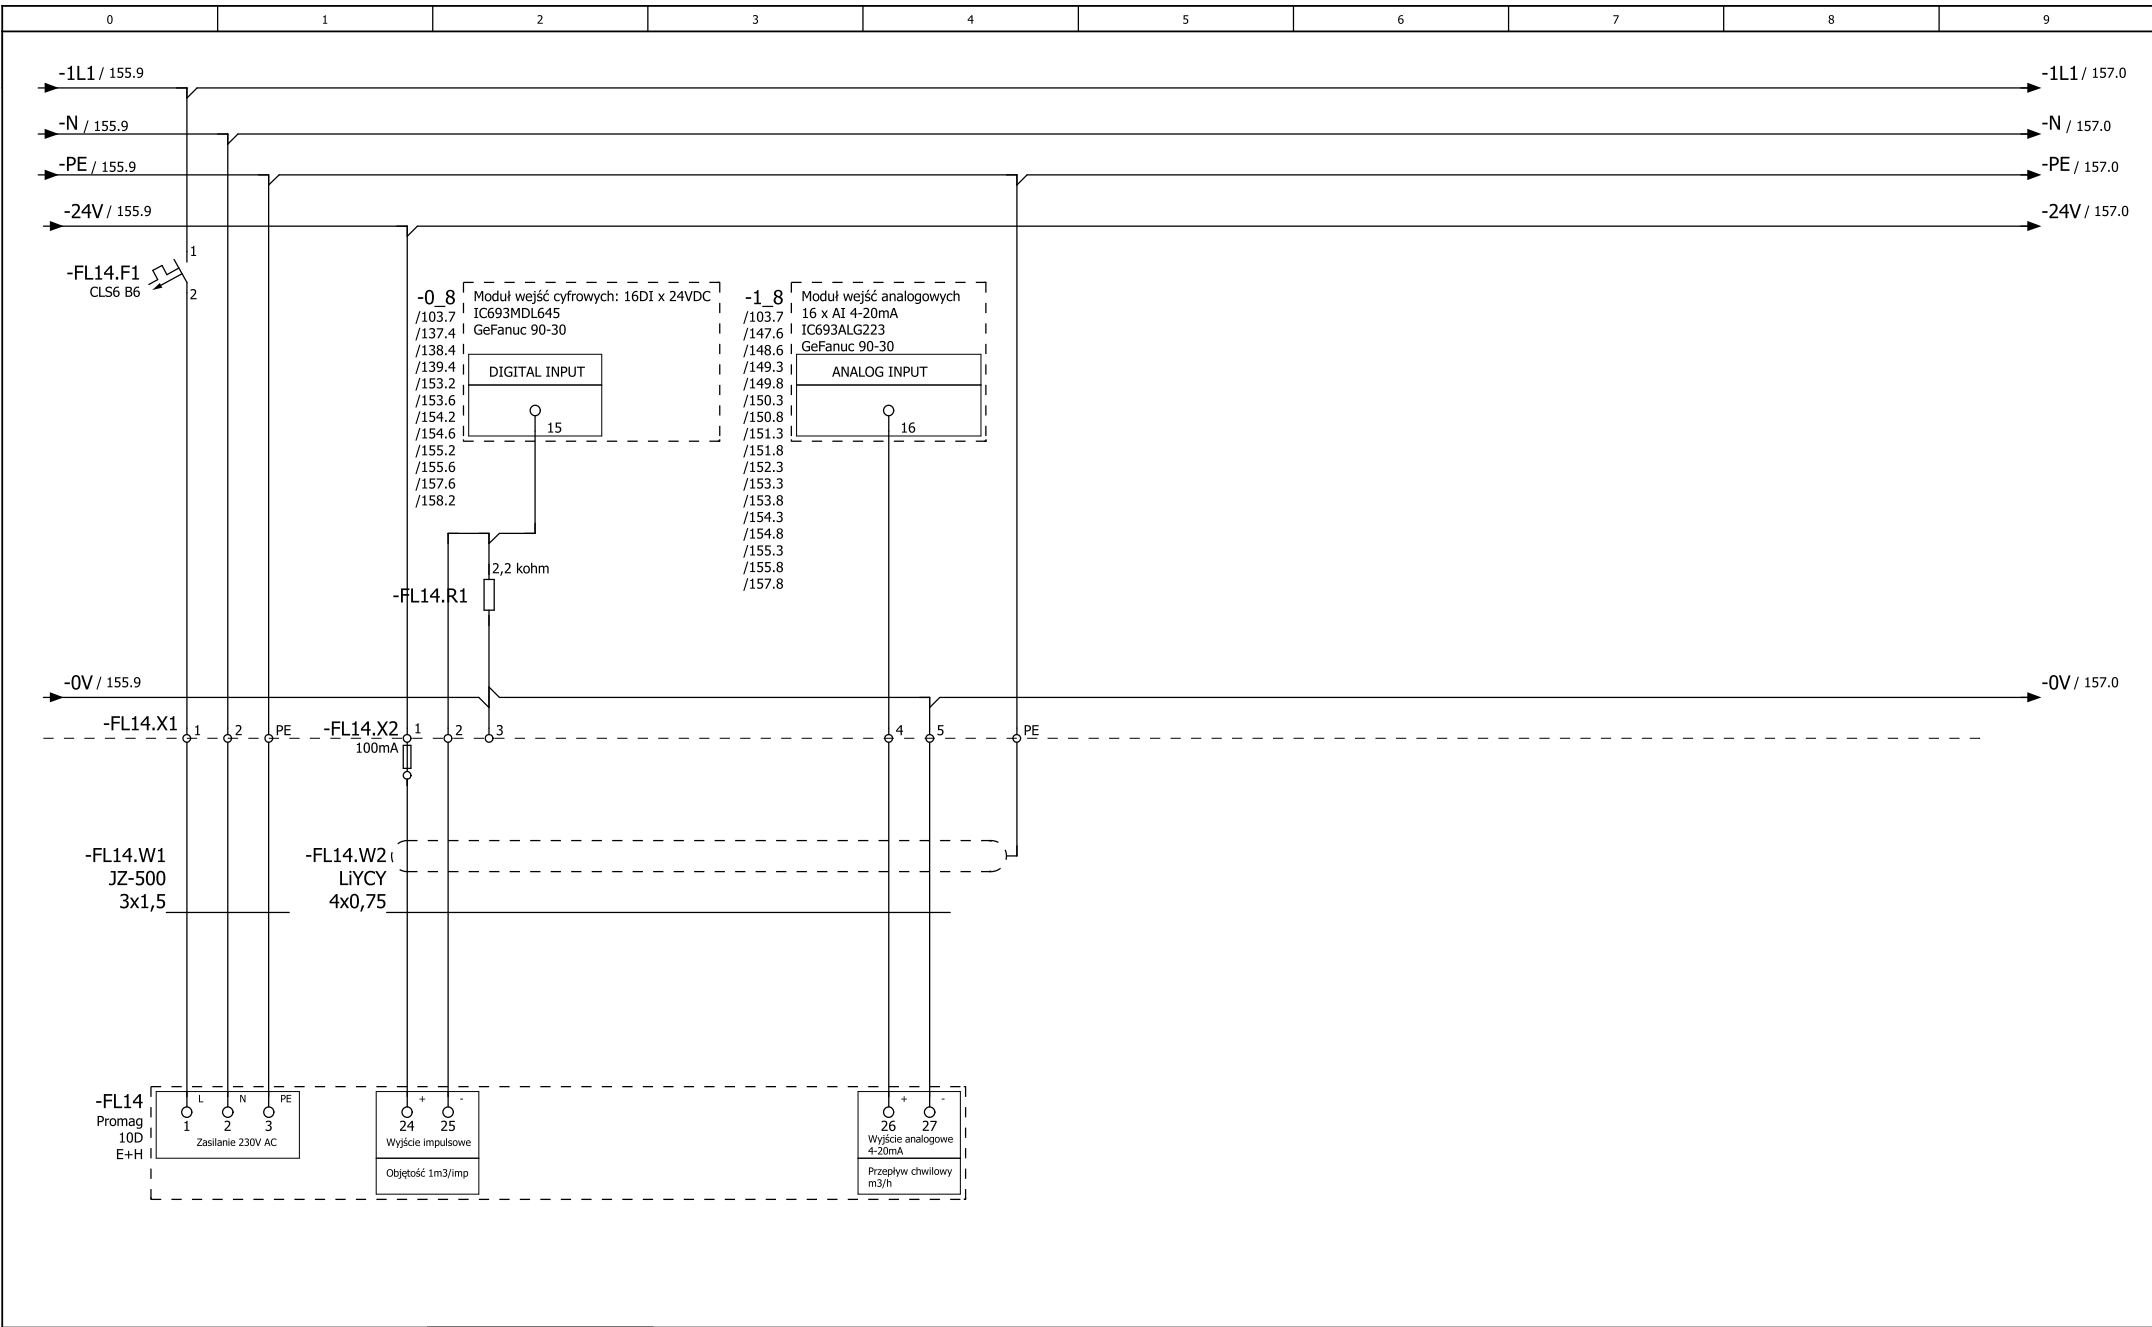 0 1 2 3 4 5 6 7 8 9
-1L1 / 155.9
-1L1 / 157.0
-N / 155.9
-N / 157.0
-PE / 155.9
-PE / 157.0
-24V / 155.9
-24V / 157.0
1
-FL14.F1
CLS6 B6
2
-0_8
/103.7
/137.4
/138.4
/139.4
/153.2
/153.6
/154.2
/154.6
/155.2
/155.6
/157.6
/158.2
Moduł wejść cyfrowych: 16DI x 24VDC
IC693MDL645
GeFanuc 90-30
DIGITAL INPUT
15
-1_8
/103.7
/147.6
/148.6
/149.3
/149.8
/150.3
/150.8
/151.3
/151.8
/152.3
/153.3
/153.8
/154.3
/154.8
/155.3
/155.8
/157.8
Moduł wejść analogowych
16 x AI 4-20mA
IC693ALG223
GeFanuc 90-30
ANALOG INPUT
16
2,2 kohm
-FL14.R1
-0V / 155.9
-0V / 157.0
-FL14.X1
1 2 PE
-FL14.X2
100mA
1 2 3 4 5 PE
-FL14.W1
JZ-500
3x1,5
-FL14.W2
LiYCY
4x0,75
-FL14
Promag
10D
E+H
L N PE
1 2 3
Zasilanie 230V AC
+ -
24 25
Wyjście impulsowe
Objętość 1m3/imp
+ -
26 27
Wyjście analogowe
4-20mA
Przepływ chwilowy
m3/h